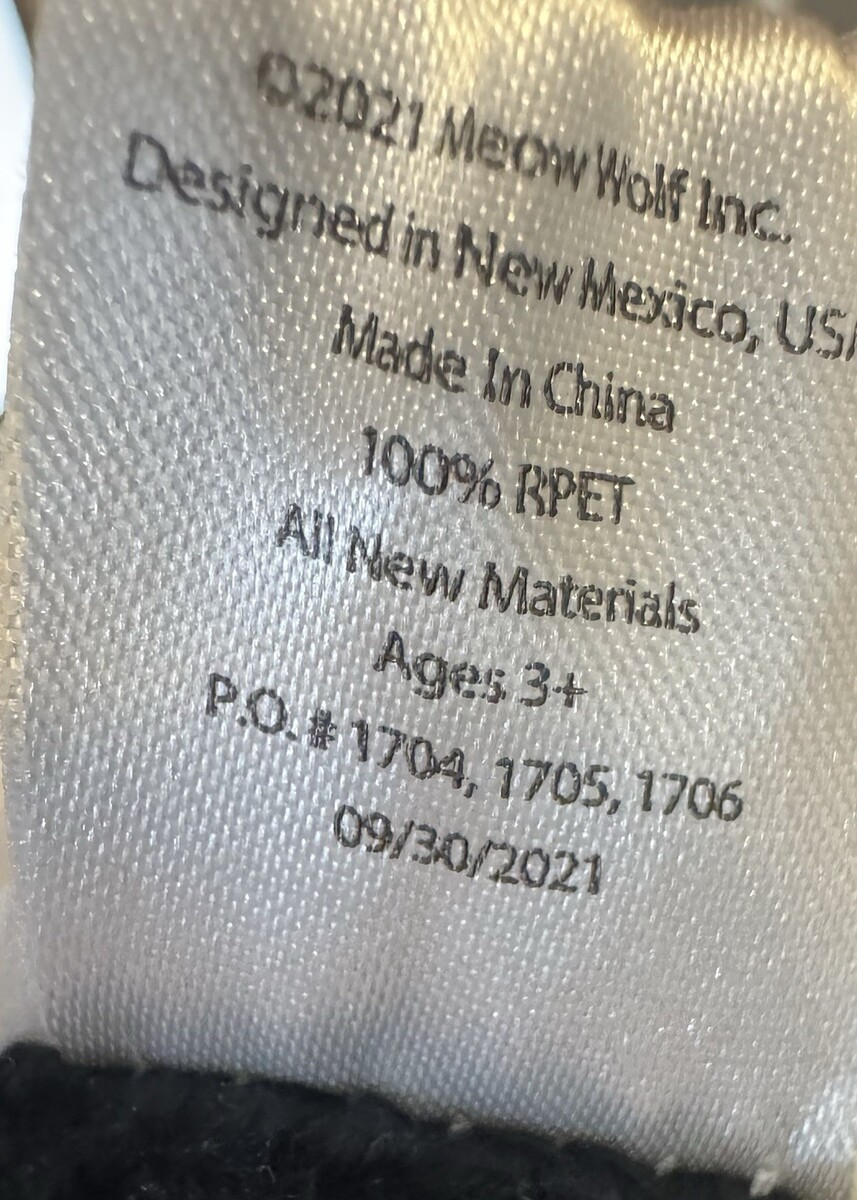 ©2021 Meow Wolf Inc.
Designed in New Mexico, USA
Made In China
100% RPET
All New Materials
Ages 3+
P.O. # 1704, 1705, 1706
09/30/2021